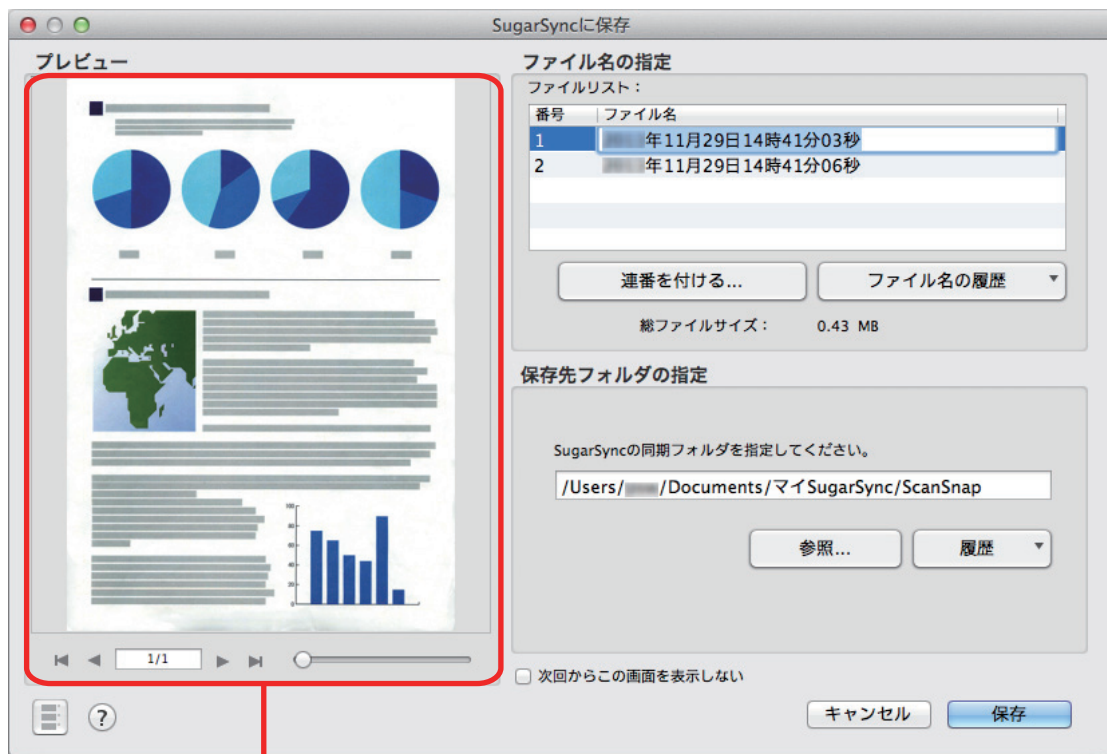 SugarSyncに保存
プレビュー
1/1
ファイル名の指定
ファイルリスト：
番号 ファイル名
1 年11月29日14時41分03秒
2 年11月29日14時41分06秒
連番を付ける... ファイル名の履歴
総ファイルサイズ： 0.43 MB
保存先フォルダの指定
SugarSyncの同期フォルダを指定してください。
/Users/ /Documents/マイSugarSync/ScanSnap
参照... 履歴
次回からこの画面を表示しない
?
キャンセル 保存